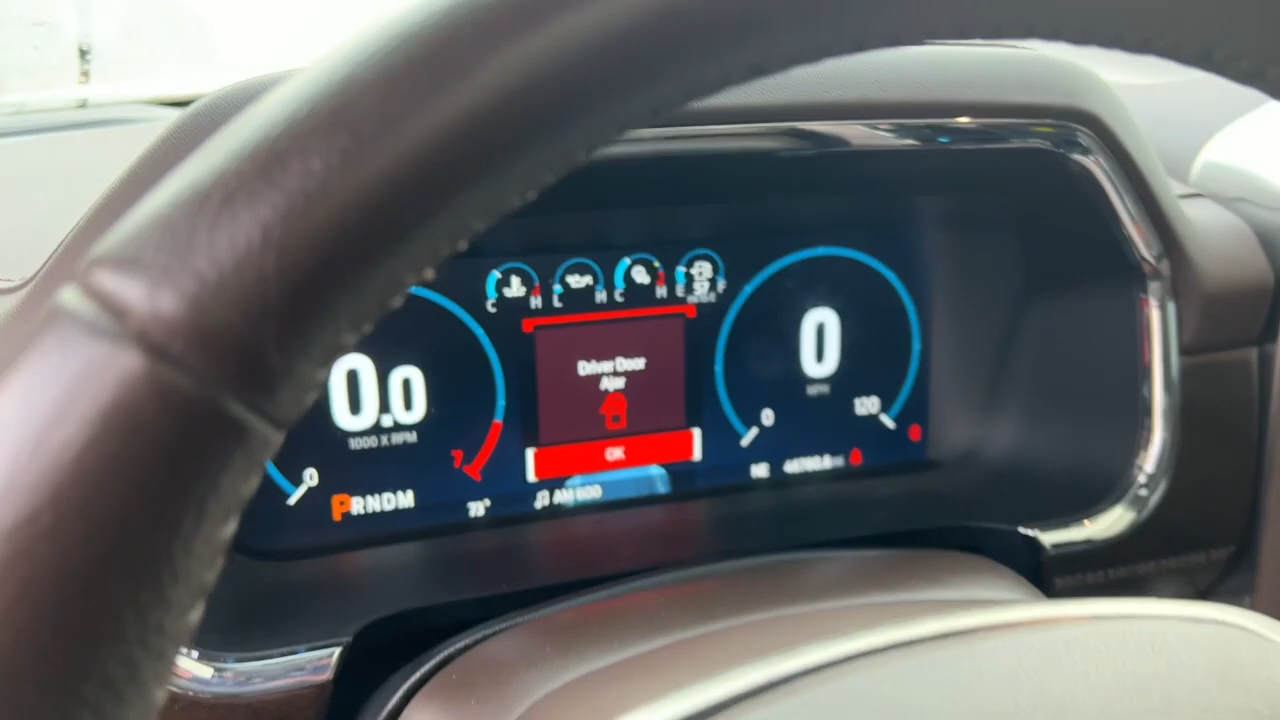 C H L H C H E F
Driver Door
Ajar
OK
0.0
1000 X RPM
0
7
PRNDM
73°
AM 600
0
MPH
0
120
NE